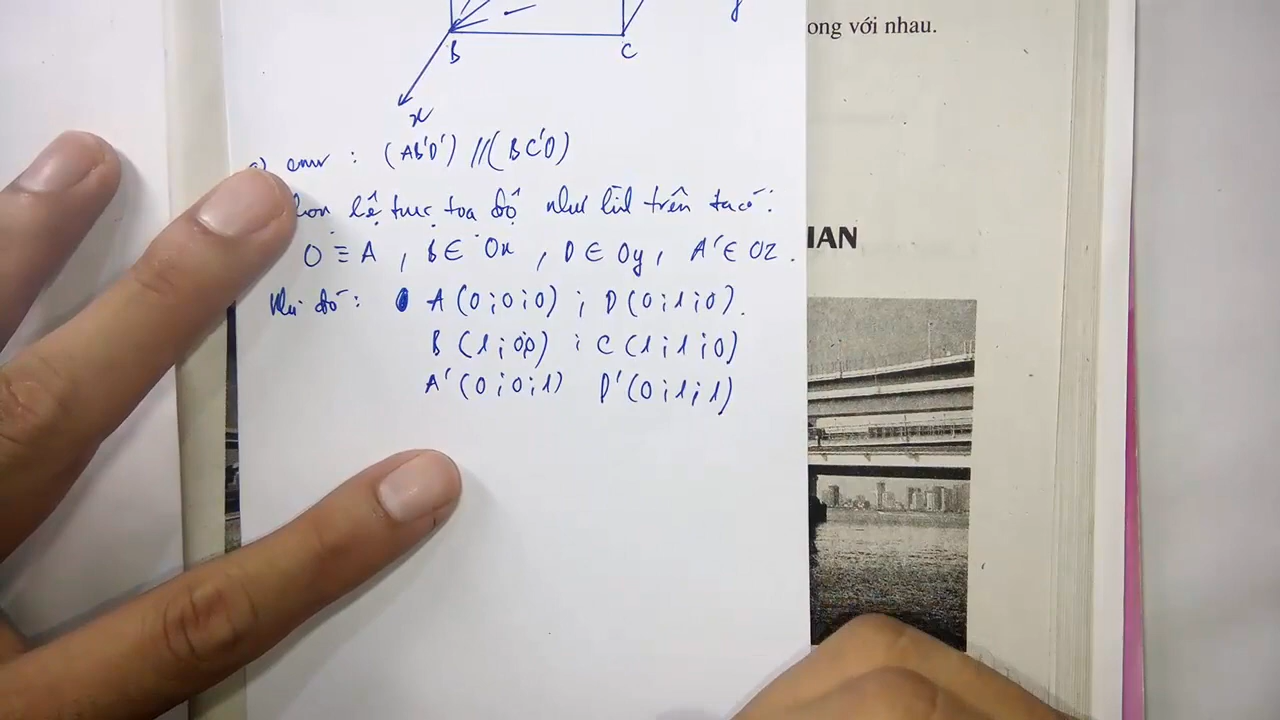 y
ong với nhau.
B C
x
a) cmr : (AB'D') // (BC'D)
Chọn hệ trục tọa độ như hình trên ta có:
O ≡ A , B ∈ Ox , D ∈ Oy , A' ∈ Oz .
Khi đó : A (0;0;0) ; D (0;1;0).
IAN
B (1;0;0) ; C (1;1;0)
A' (0;0;1) D' (0;1;1)